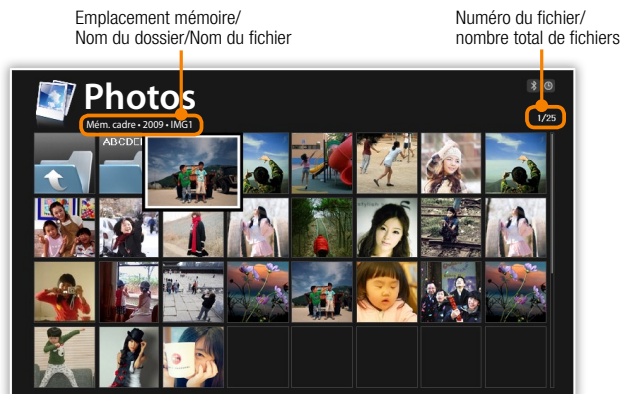 Emplacement mémoire/
Nom du dossier/Nom du fichier
Numéro du fichier/
nombre total de fichiers
Photos
Mém. cadre • 2009 • IMG1
1/25